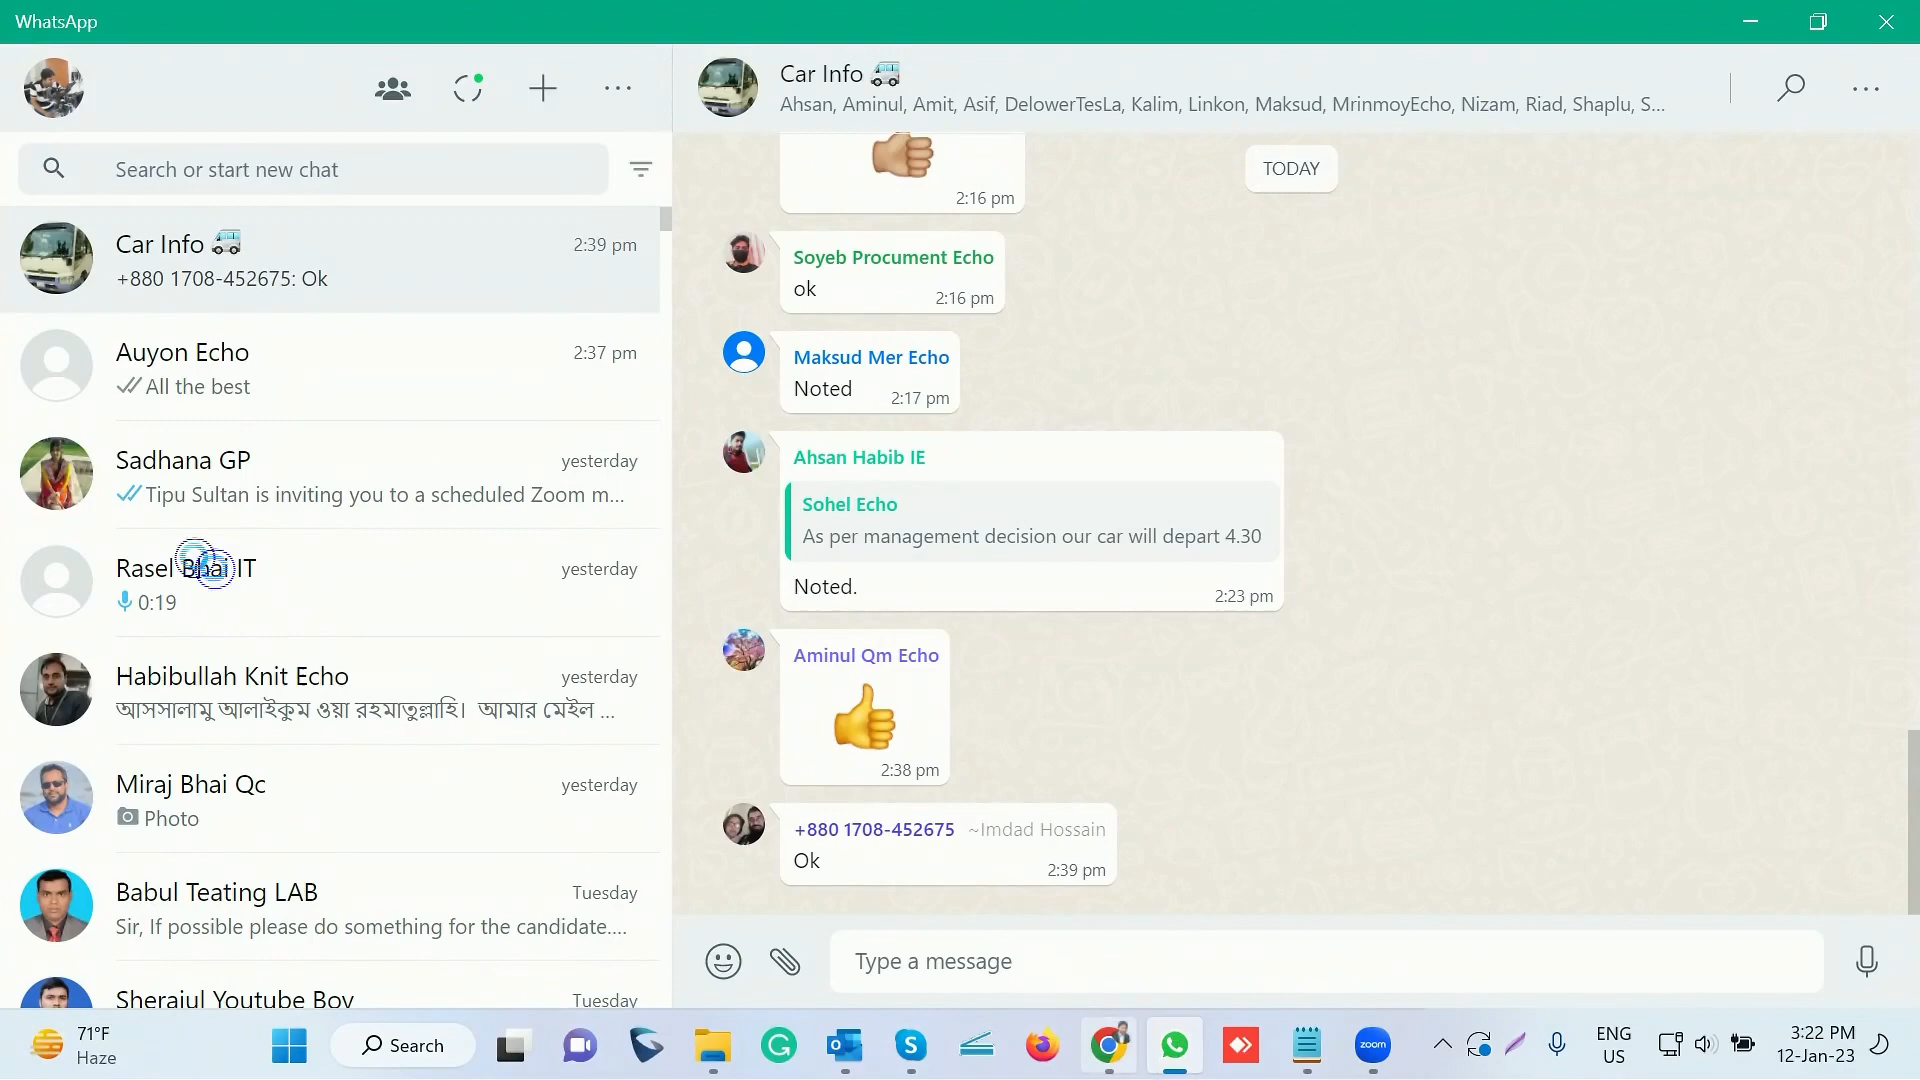 WhatsApp
Search or start new chat
Car Info
2:39 pm
+880 1708-452675: Ok
Auyon Echo
2:37 pm
All the best
Sadhana GP
yesterday
Tipu Sultan is inviting you to a scheduled Zoom m...
Rasel Bhai IT
yesterday
0:19
Habibullah Knit Echo
yesterday
আসসালামু আলাইকুম ওয়া রহমাতুল্লাহি। আমার মেইল ...
Miraj Bhai Qc
yesterday
Photo
Babul Teating LAB
Tuesday
Sir, If possible please do something for the candidate....
Sherajul Youtube Boy
Tuesday
Car Info
Ahsan, Aminul, Amit, Asif, DelowerTesLa, Kalim, Linkon, Maksud, MrinmoyEcho, Nizam, Riad, Shaplu, S...
TODAY
2:16 pm
Soyeb Procument Echo
ok
2:16 pm
Maksud Mer Echo
Noted
2:17 pm
Ahsan Habib IE
Sohel Echo
As per management decision our car will depart 4.30
Noted.
2:23 pm
Aminul Qm Echo
2:38 pm
+880 1708-452675 ~Imdad Hossain
Ok
2:39 pm
Type a message
71°F
Haze
Search
zoom
ENG
US
3:22 PM
12-Jan-23